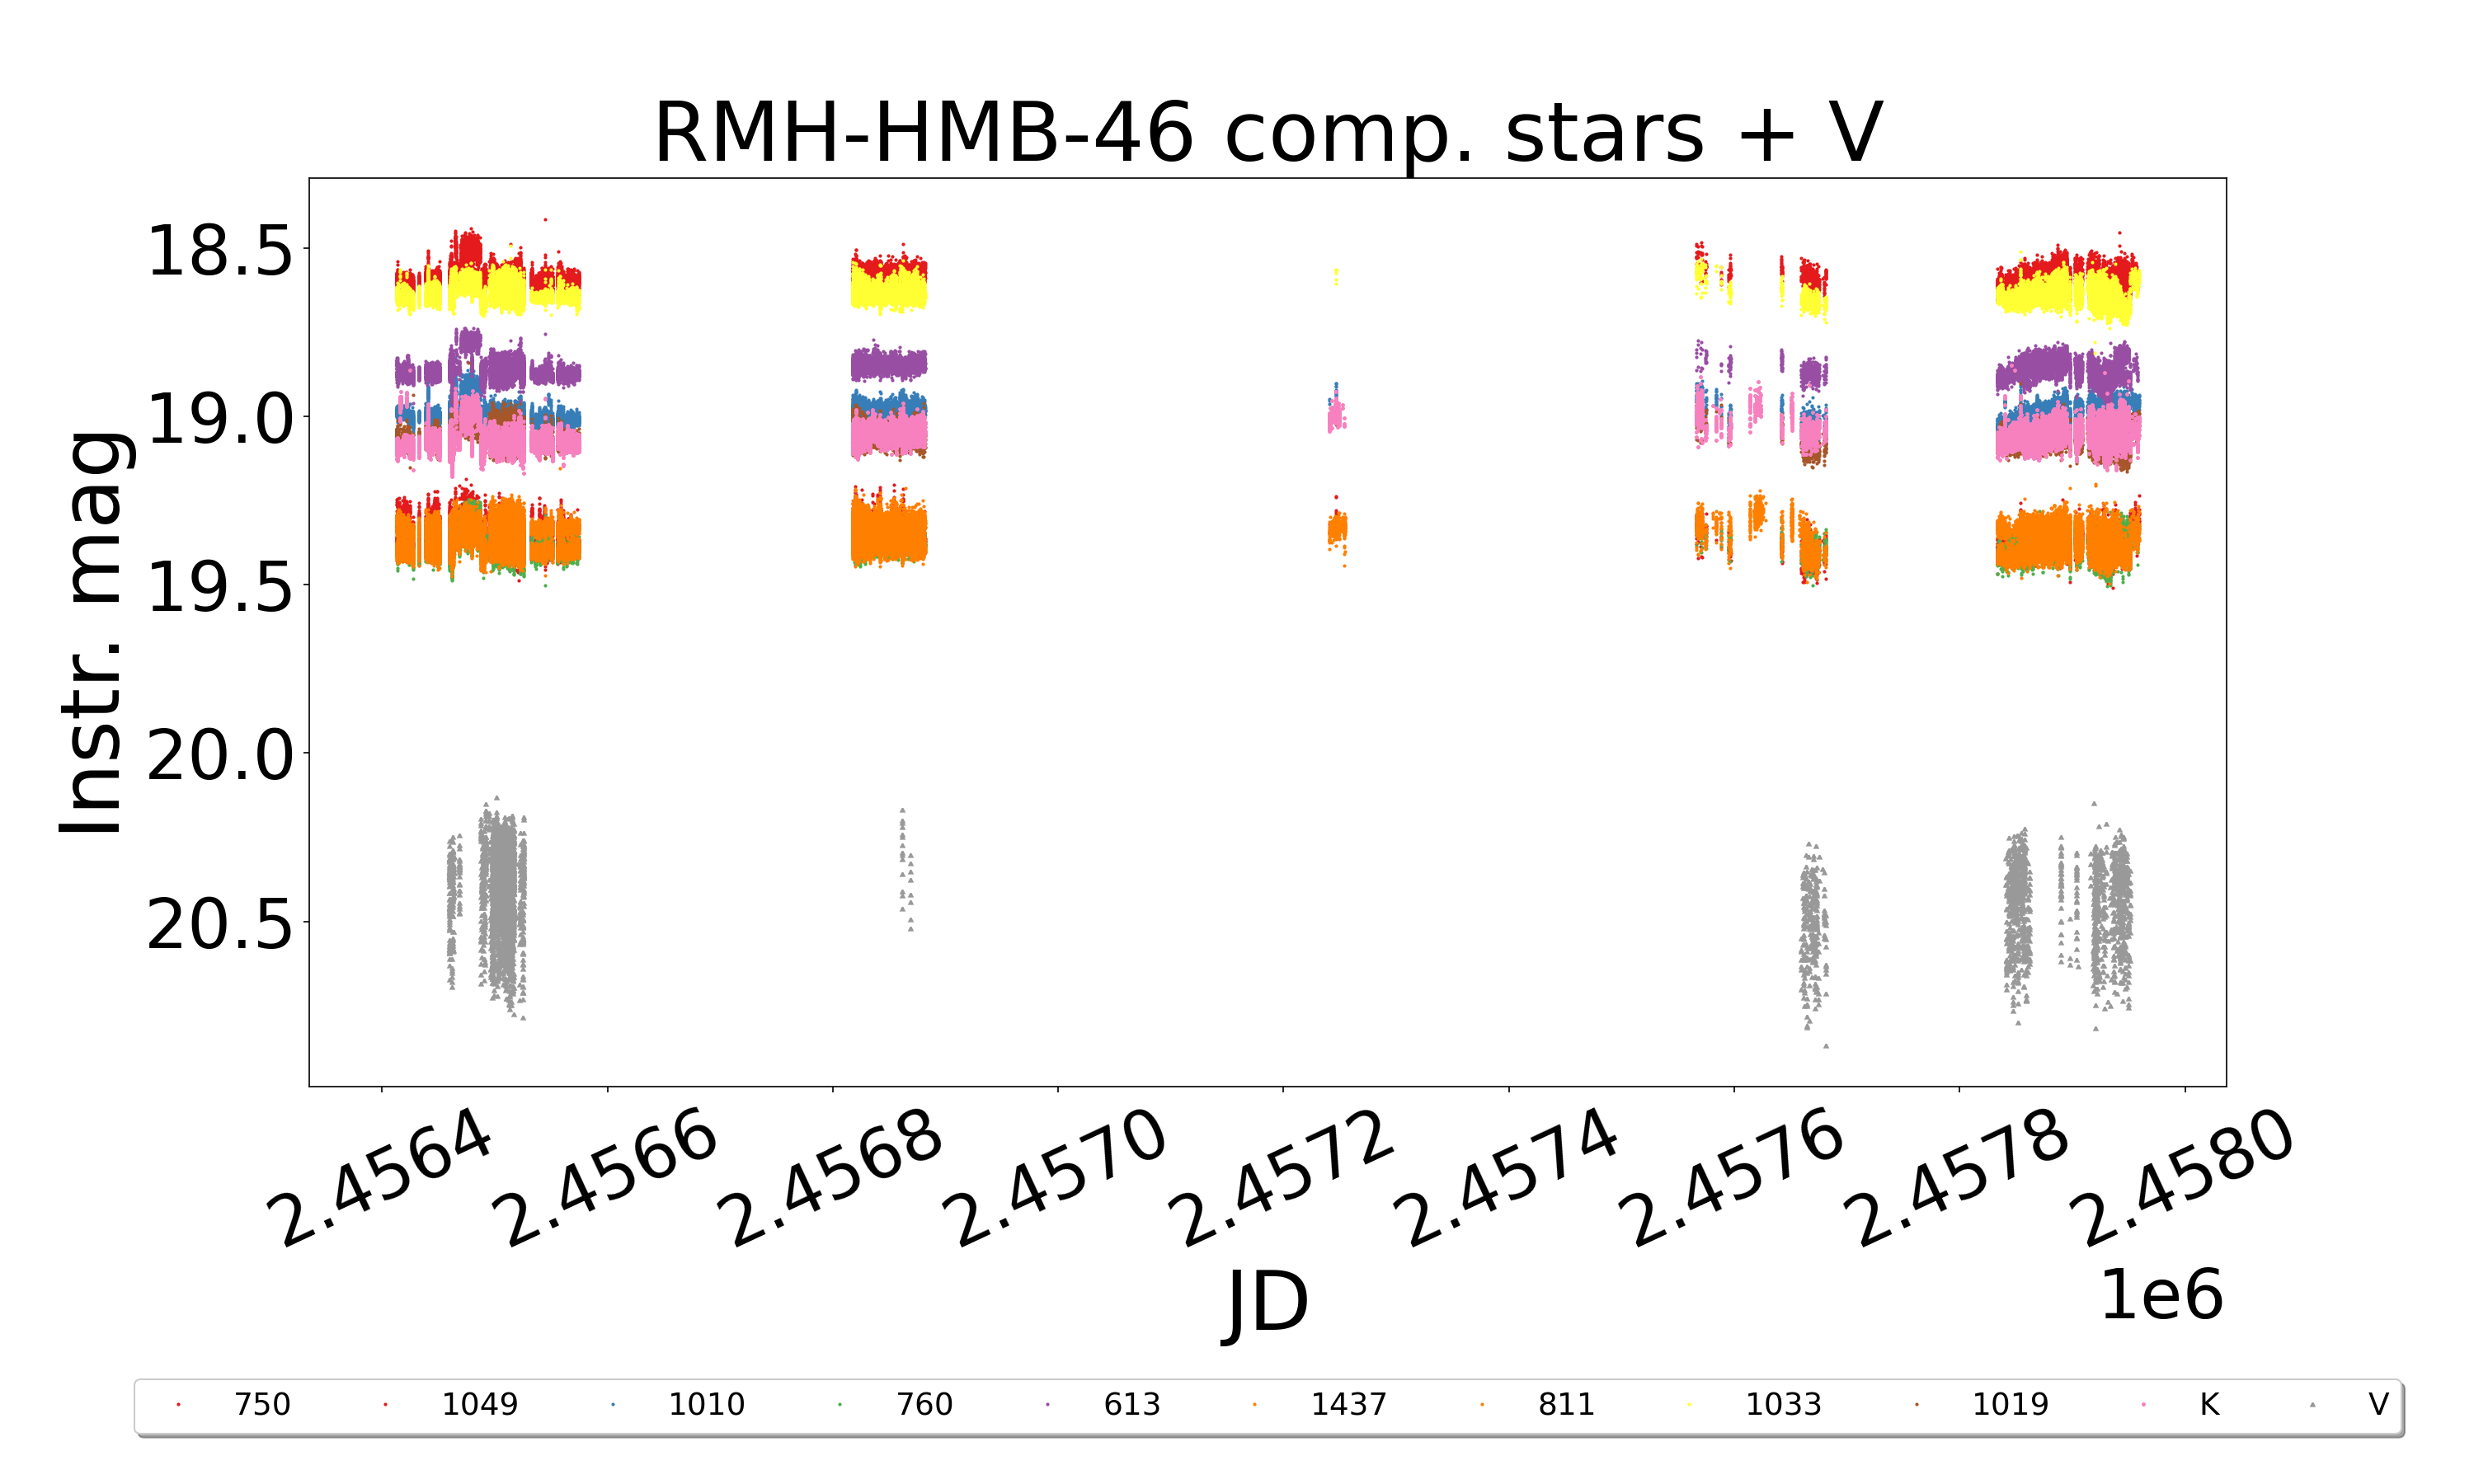 RMH-HMB-46 comp. stars + V
Instr. mag
18.5
19.0
19.5
20.0
20.5
2.4564 2.4566 2.4568 2.4570 2.4572 2.4574 2.4576 2.4578 2.4580
JD
1e6
750 1049 1010 760 613 1437 811 1033 1019 K V